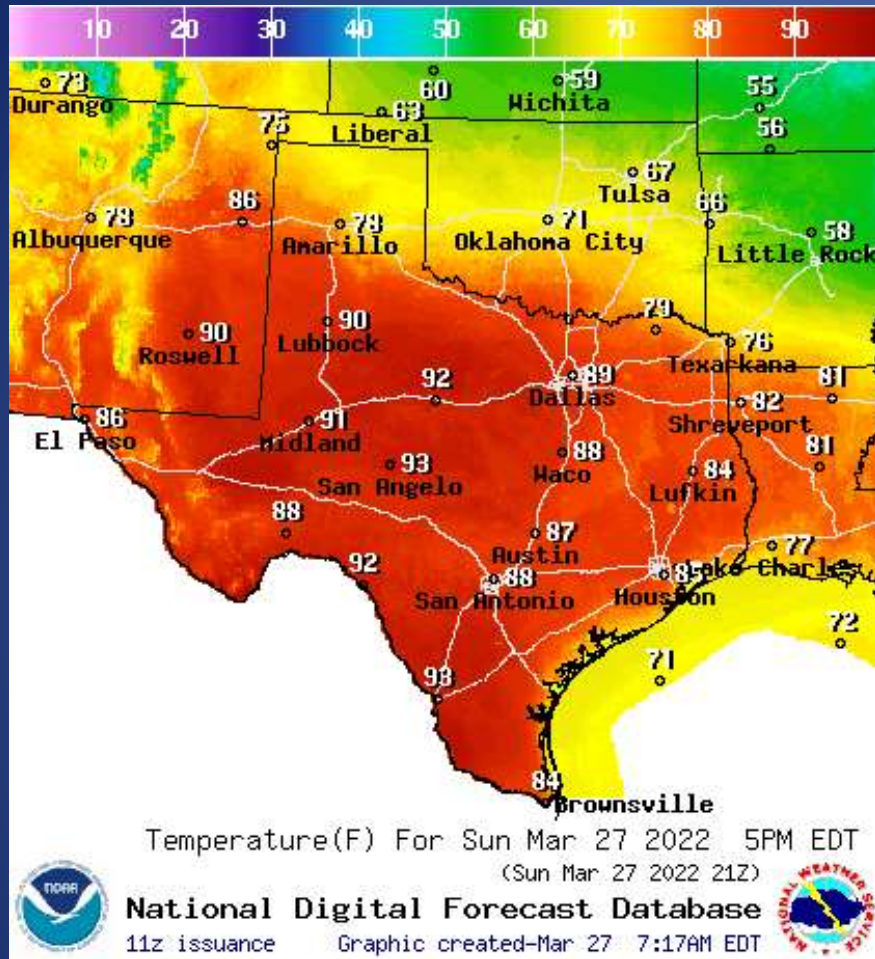 10 20 30 40 50 60 70 80 90
73
Durango
60
59
Wichita
55
63
Liberal
56
75
67
Tulsa
86
66
78
Albuquerque
78
Amarillo
71
Oklahoma City
58
Little Rock
90
Roswell
90
Lubbock
79
76
Texarkana
92
89
Dallas
81
82
Shreveport
86
El Paso
91
Midland
93
San Angelo
88
Waco
84
Lufkin
81
88
87
Austin
77
Lake Charles
92
88
San Antonio
Houston
72
71
84
Brownsville
Temperature(F) For Sun Mar 27 2022 5PM EDT
(Sun Mar 27 2022 21Z)
National Digital Forecast Database
11z issuance Graphic created-Mar 27 7:17AM EDT
NOAA
NATIONAL WEATHER SERVICE